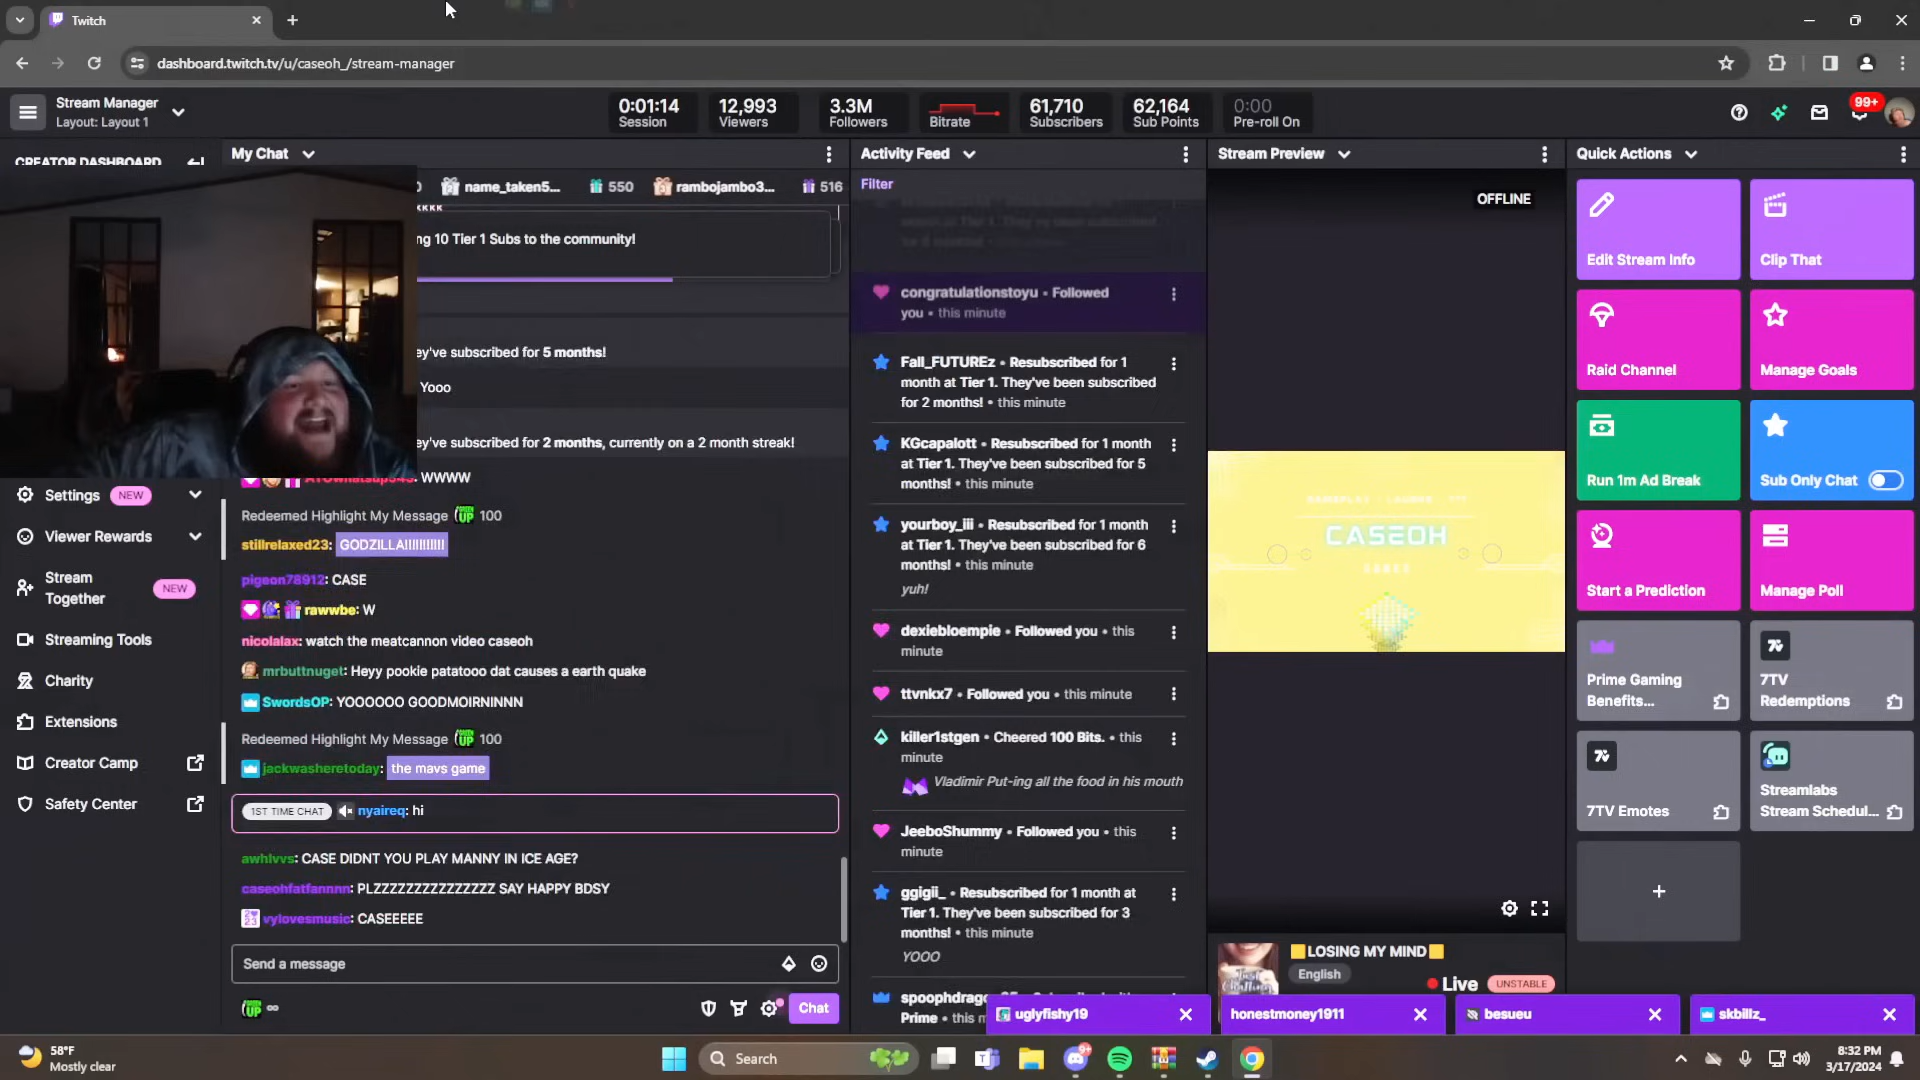 Twitch
dashboard.twitch.tv/u/caseoh_/stream-manager
Stream Manager
Layout: Layout 1
0:01:14
Session
12,993
Viewers
3.3M
Followers
Bitrate
61,710
Subscribers
62,164
Sub Points
0:00
Pre-roll On
99+
CREATOR DASHBOARD
Settings NEW
Viewer Rewards
Stream
Together NEW
Streaming Tools
Charity
Extensions
Creator Camp
Safety Center
My Chat
name_taken5... 550 rambojambo3... 516
ng 10 Tier 1 Subs to the community!
ey've subscribed for 5 months!
Yooo
ey've subscribed for 2 months, currently on a 2 month streak!
WWWW
Redeemed Highlight My Message 100
stillrelaxed23: GODZILLA!!!!!!!!!!!
pigeon78912: CASE
rawwbe: W
nicolalax: watch the meatcannon video caseoh
mrbuttnuget: Heyy pookie patatooo dat causes a earth quake
SwordsOP: YOOOOOO GOODMOIRNINNN
Redeemed Highlight My Message 100
jackwasheretoday: the mavs game
1ST TIME CHAT nyaireq: hi
awhlvvs: CASE DIDNT YOU PLAY MANNY IN ICE AGE?
caseohfatfannnn: PLZZZZZZZZZZZZZZZ SAY HAPPY BDSY
vylovesmusic: CASEEEEE
Send a message
Chat
Activity Feed
Filter
congratulationstoyu • Followed
you • this minute
Fall_FUTUREz • Resubscribed for 1
month at Tier 1. They've been subscribed
for 2 months! • this minute
KGcapalott • Resubscribed for 1 month
at Tier 1. They've been subscribed for 5
months! • this minute
yourboy_iii • Resubscribed for 1 month
at Tier 1. They've been subscribed for 6
months! • this minute
yuh!
dexiebloempie • Followed you • this
minute
ttvnkx7 • Followed you • this minute
killer1stgen • Cheered 100 Bits. • this
minute
Vladimir Put-ing all the food in his mouth
JeeboShummy • Followed you • this
minute
ggigii_ • Resubscribed for 1 month at
Tier 1. They've been subscribed for 3
months! • this minute
YOOO
Prime • this m
Stream Preview
OFFLINE
CASEOH
🟨LOSING MY MIND🟨
English
Live UNSTABLE
Quick Actions
Edit Stream Info
Clip That
Raid Channel
Manage Goals
Run 1m Ad Break
Sub Only Chat
Start a Prediction
Manage Poll
Prime Gaming
Benefits...
7TV
Redemptions
7TV Emotes
Streamlabs
Stream Schedul...
+
uglyfishy19
honestmoney1911
besueu
skbillz_
58°F
Mostly clear
Search
8:32 PM
3/17/2024